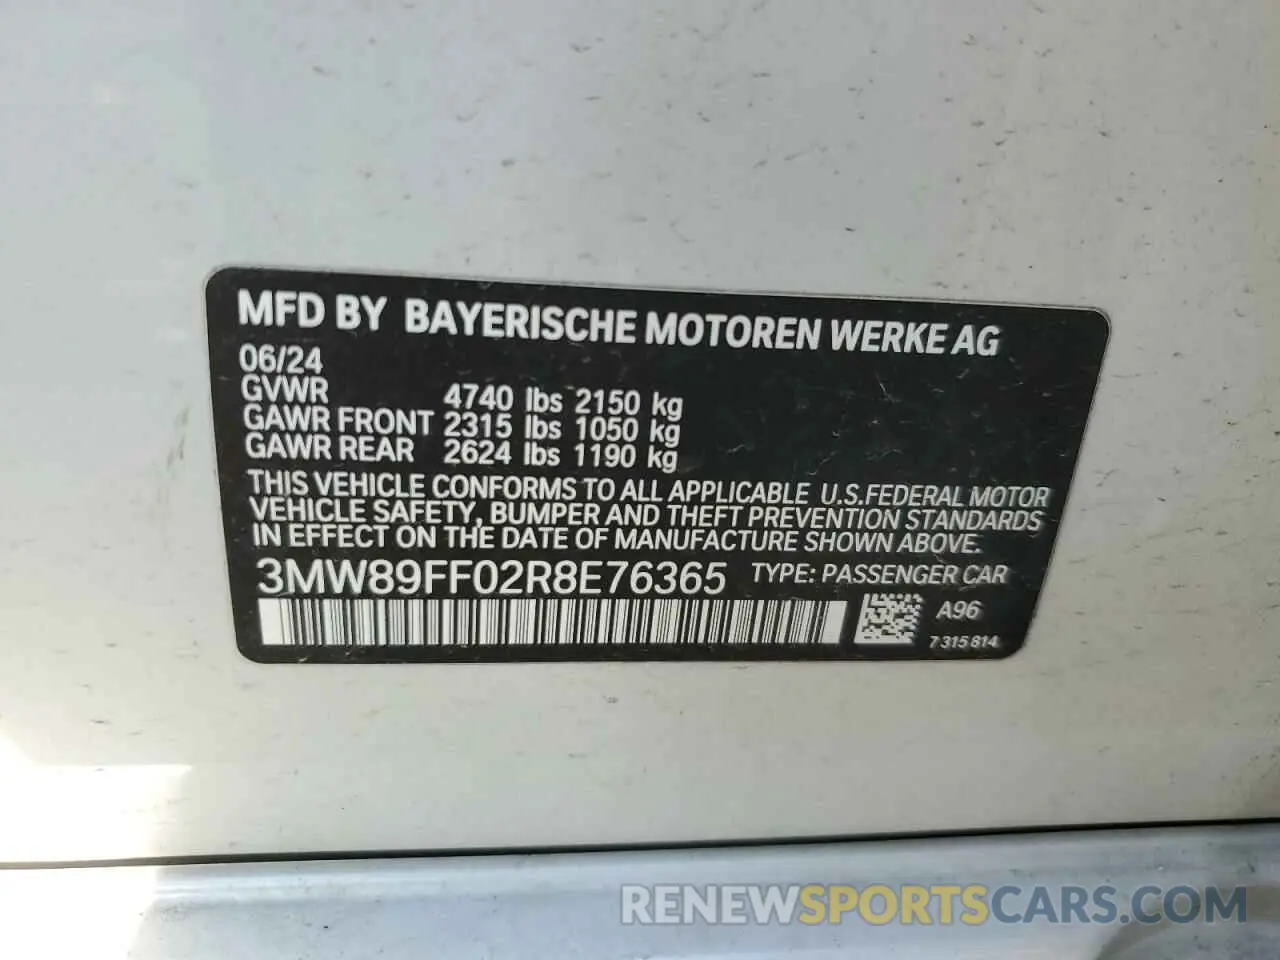 MFD BY BAYERISCHE MOTOREN WERKE AG
06/24
GVWR 4740 lbs 2150 kg
GAWR FRONT 2315 lbs 1050 kg
GAWR REAR 2624 lbs 1190 kg
THIS VEHICLE CONFORMS TO ALL APPLICABLE U.S.FEDERAL MOTOR
VEHICLE SAFETY, BUMPER AND THEFT PREVENTION STANDARDS
IN EFFECT ON THE DATE OF MANUFACTURE SHOWN ABOVE.
3MW89FF02R8E76365 TYPE: PASSENGER CAR
A96
7 315 814
RENEWSPORTSCARS.COM